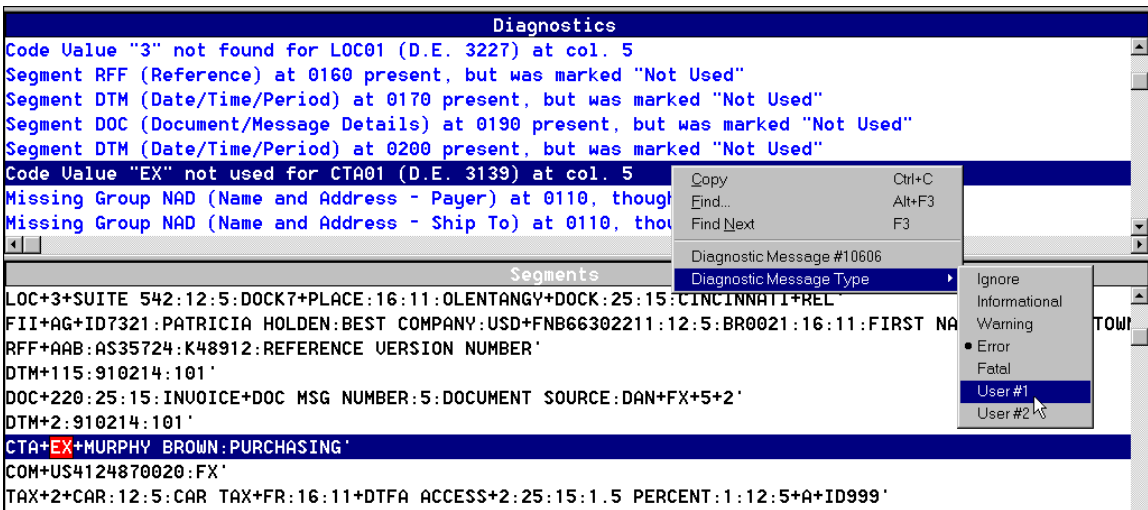 Diagnostics
Code Value "3" not found for LOC01 (D.E. 3227) at col. 5
Segment RFF (Reference) at 0160 present, but was marked "Not Used"
Segment DTM (Date/Time/Period) at 0170 present, but was marked "Not Used"
Segment DOC (Document/Message Details) at 0190 present, but was marked "Not Used"
Segment DTM (Date/Time/Period) at 0200 present, but was marked "Not Used"
Code Value "EX" not used for CTA01 (D.E. 3139) at col. 5
Missing Group NAD (Name and Address - Payer) at 0110, though
Missing Group NAD (Name and Address - Ship To) at 0110, thou
Copy Ctrl+C
Find... Alt+F3
Find Next F3
Diagnostic Message #10606
Diagnostic Message Type
Ignore
Informational
Warning
Error
Fatal
User #1
User #2
Segments
LOC+3+SUITE 542:12:5:DOCK7+PLACE:16:11:OLENTANGY+DOCK:25:15:CINCINNATI+REL'
FII+AG+ID7321:PATRICIA HOLDEN:BEST COMPANY:USD+FNB66302211:12:5:BR0021:16:11:FIRST NA TOWN
RFF+AAB:AS35724:K48912:REFERENCE VERSION NUMBER'
DTM+115:910214:101'
DOC+220:25:15:INVOICE+DOC MSG NUMBER:5:DOCUMENT SOURCE:DAN+FX+5+2'
DTM+2:910214:101'
CTA+EX+MURPHY BROWN:PURCHASING'
COM+US4124870020:FX'
TAX+2+CAR:12:5:CAR TAX+FR:16:11+DTFA ACCESS+2:25:15:1.5 PERCENT:1:12:5+A+ID999'